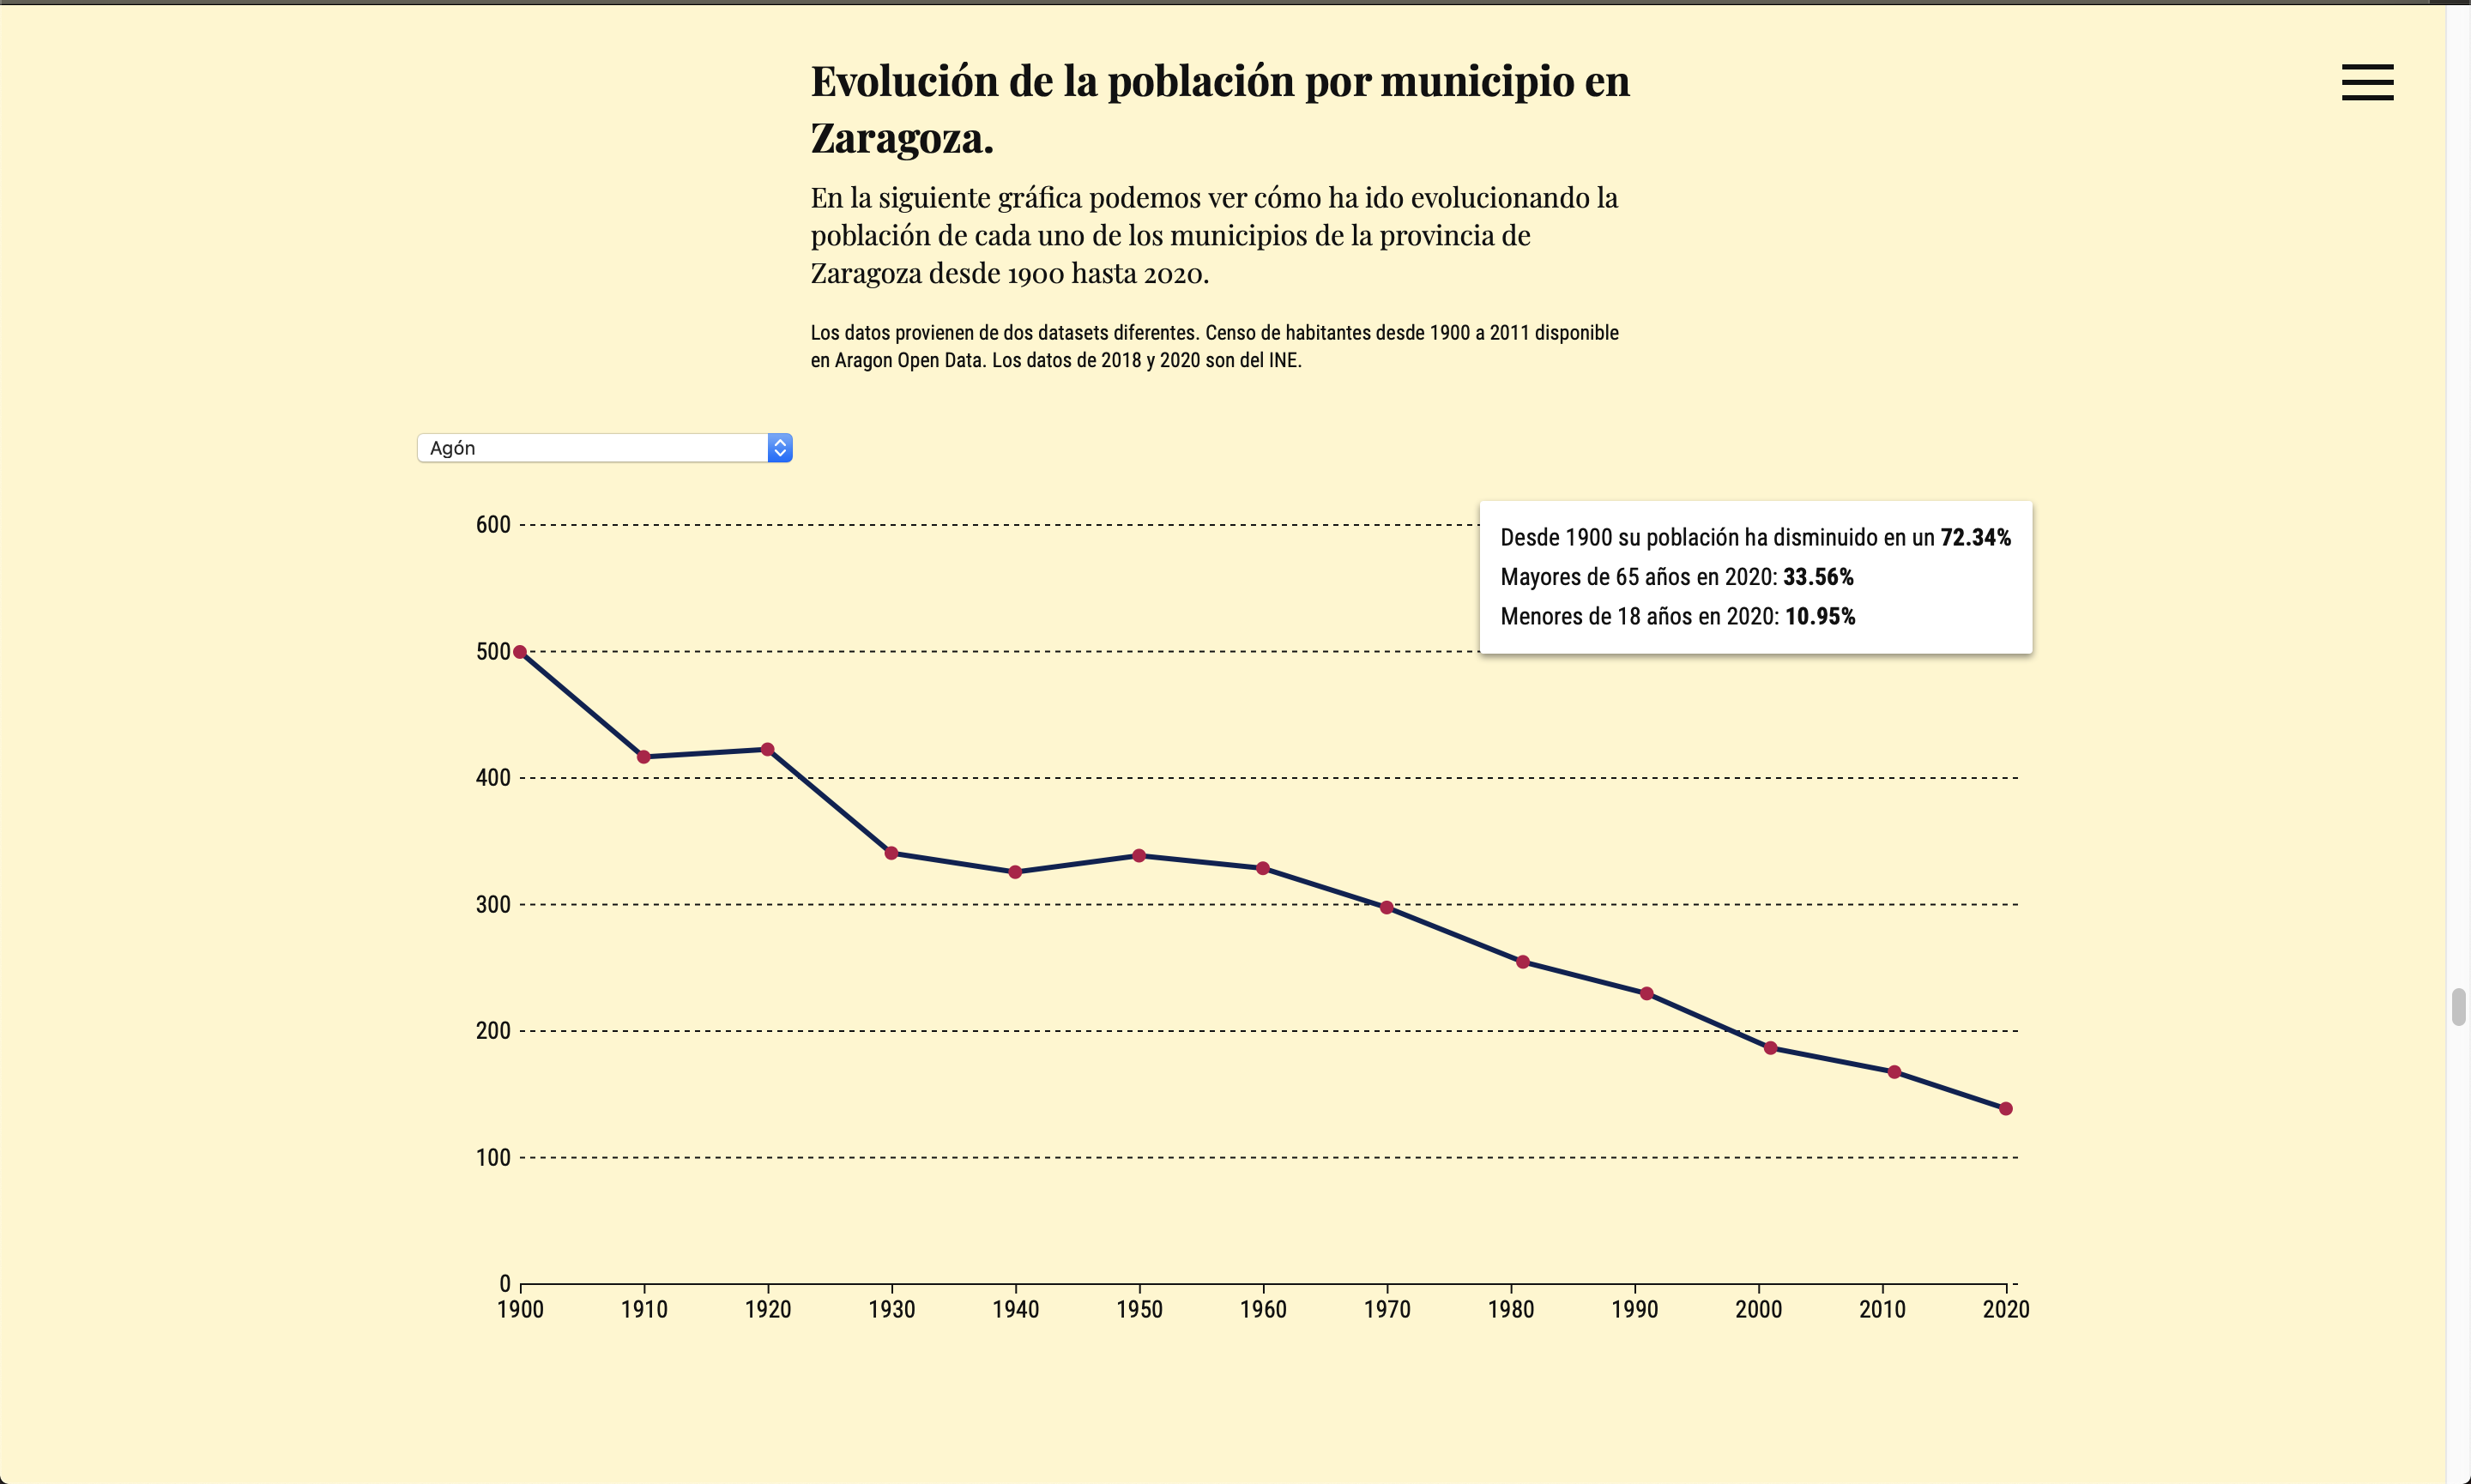 Evolución de la población por municipio en
Zaragoza.
En la siguiente gráfica podemos ver cómo ha ido evolucionando la
población de cada uno de los municipios de la provincia de
Zaragoza desde 1900 hasta 2020.
Los datos provienen de dos datasets diferentes. Censo de habitantes desde 1900 a 2011 disponible
en Aragon Open Data. Los datos de 2018 y 2020 son del INE.
Agón
Desde 1900 su población ha disminuido en un 72.34%
Mayores de 65 años en 2020: 33.56%
Menores de 18 años en 2020: 10.95%
600
500
400
300
200
100
0
1900 1910 1920 1930 1940 1950 1960 1970 1980 1990 2000 2010 2020